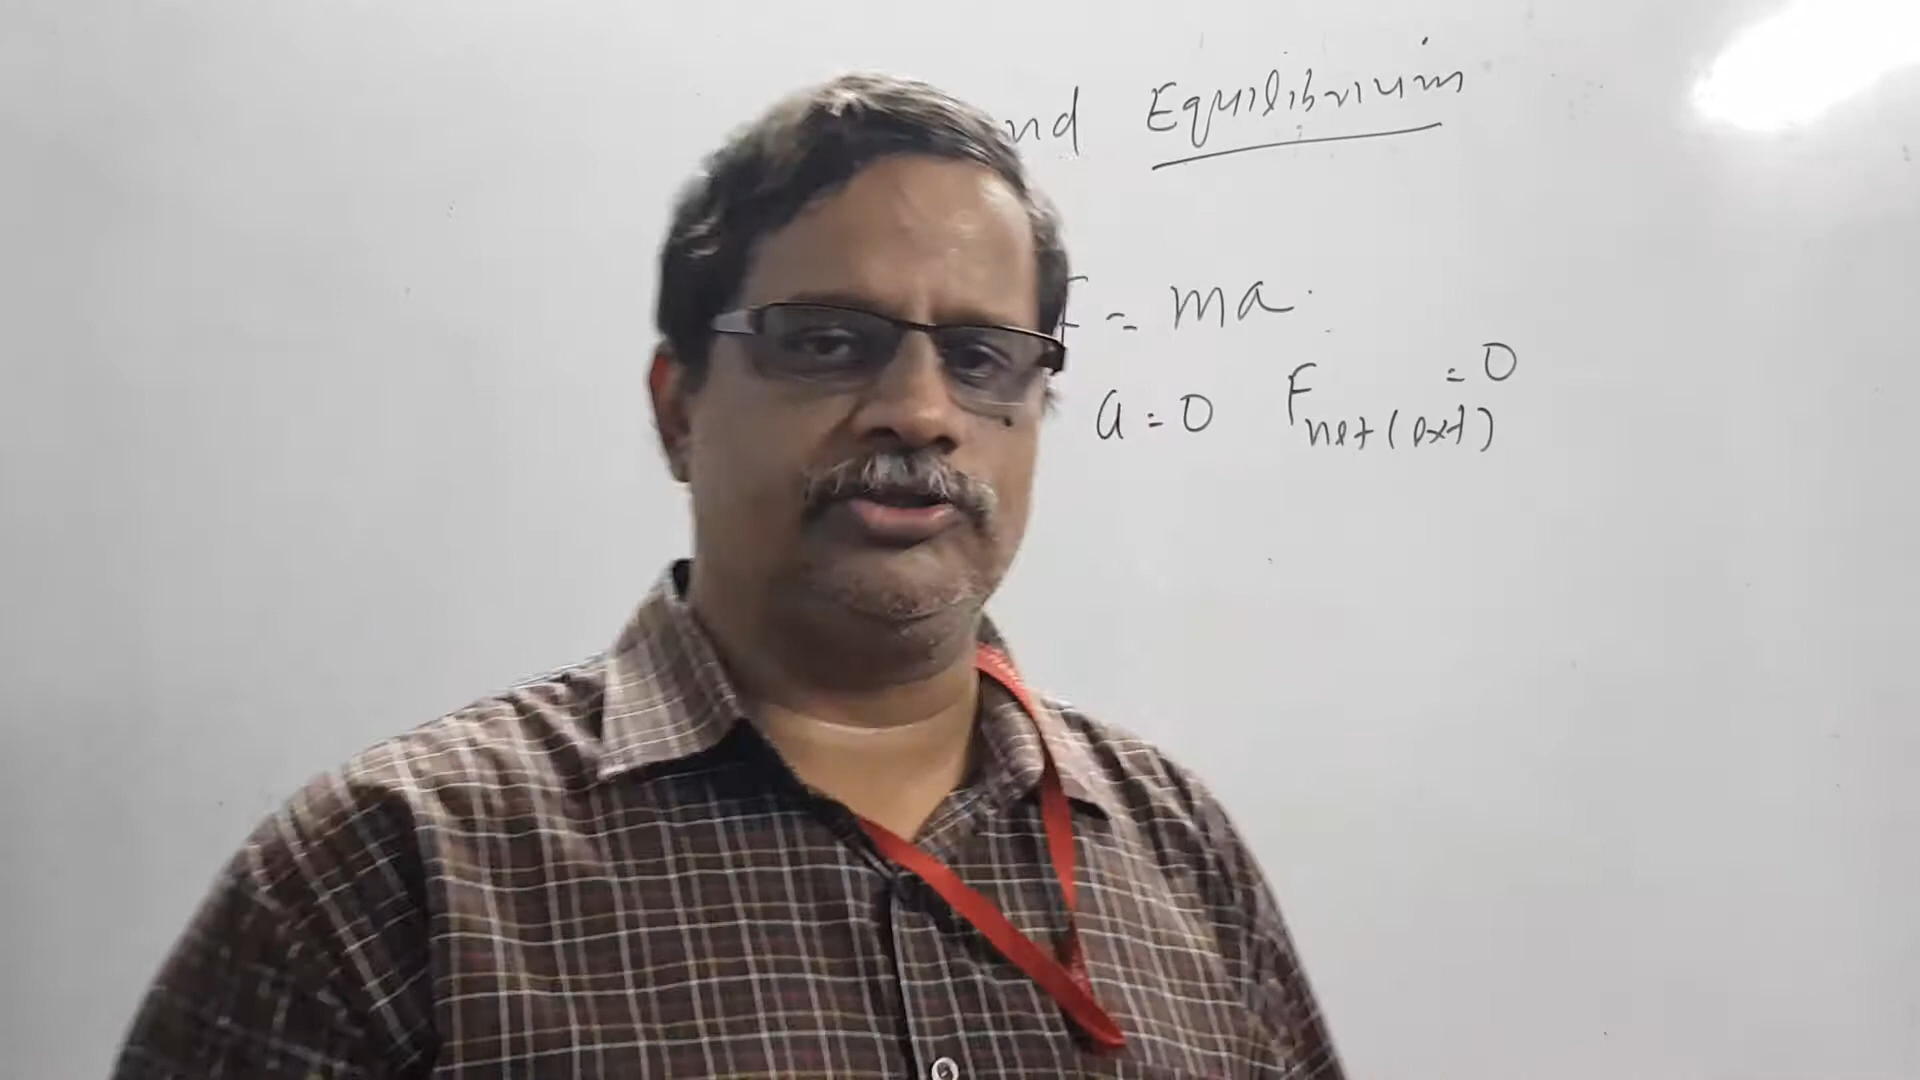 nd Equilibrium
F = ma
a = 0 F net(ext) = 0